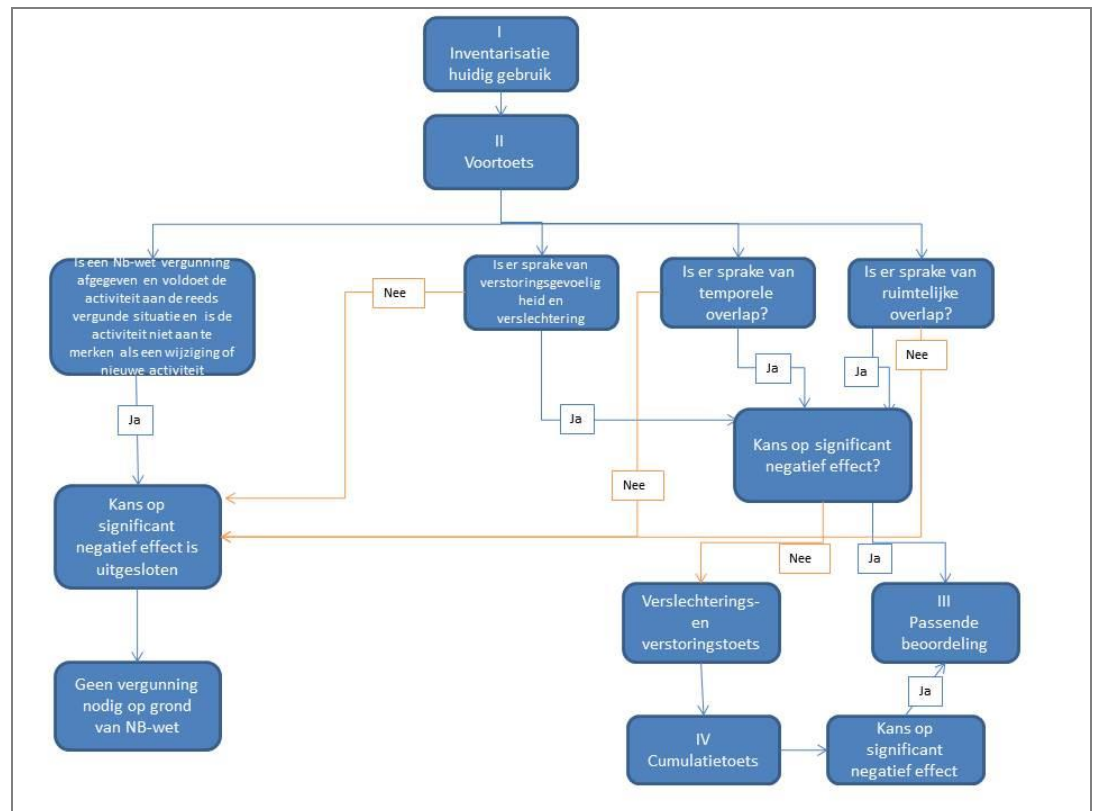 I
Inventarisatie
huidig gebruik
II
Voortoets
Is een Nb-wet vergunning
afgegeven en voldoet de
activiteit aan de reeds
vergunde situatie en is de
activiteit niet aan te
merken als een wijziging of
nieuwe activiteit
Nee
Is er sprake van
verstoringsgevoelig
heid en
verslechtering
Is er sprake van
temporele
overlap?
Is er sprake van
ruimtelijke
overlap?
Nee
Ja
Ja
Ja
Ja
Kans op significant
negatief effect?
Nee
Kans op
significant
negatief effect is
uitgesloten
Nee
Ja
Verslechterings-
en
verstoringstoets
III
Passende
beoordeling
Geen vergunning
nodig op grond
van NB-wet
Ja
IV
Cumulatietoets
Kans op
significant
negatief effect